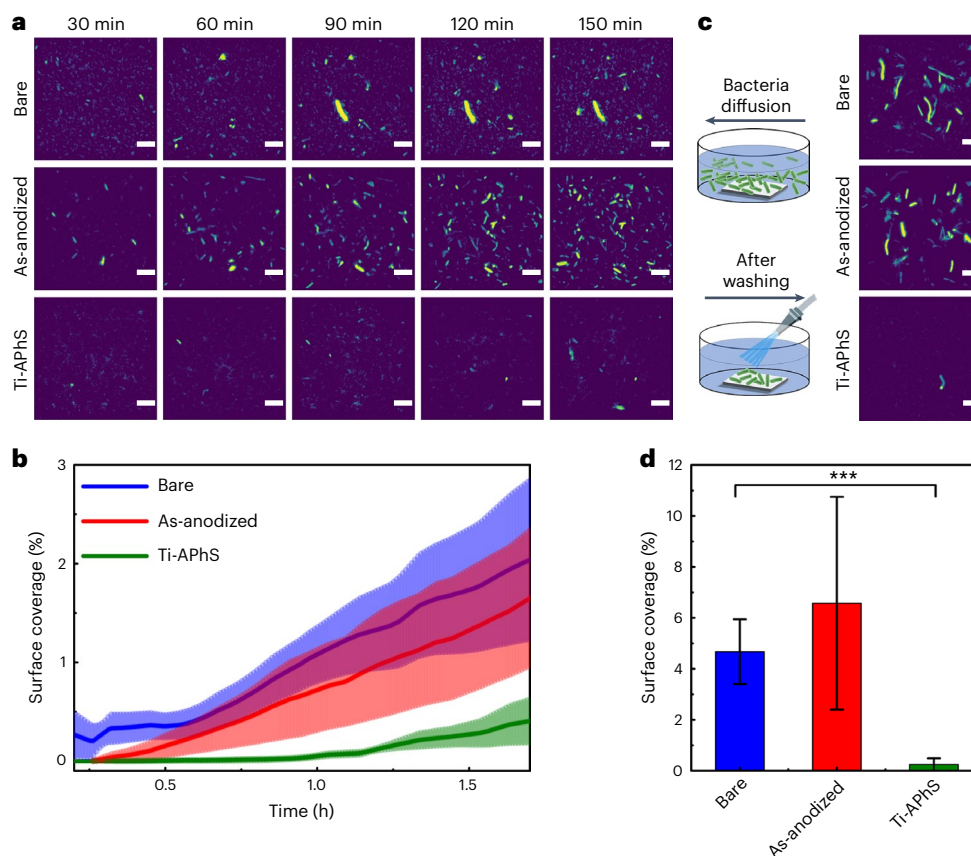 a
30 min 60 min 90 min 120 min 150 min
Bare
As-anodized
Ti-APhS
c
Bacteria
diffusion
After
washing
Bare
As-anodized
Ti-APhS
b
3
2
1
0
Surface coverage (%)
Bare
As-anodized
Ti-APhS
0.5 1.0 1.5
Time (h)
d
12
10
8
6
4
2
0
Surface coverage (%)
***
Bare
As-anodized
Ti-APhS